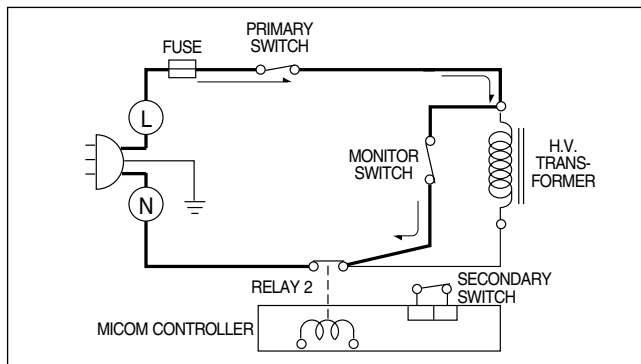 PRIMARY
SWITCH
FUSE
L
MONITOR
SWITCH
H.V.
TRANS-
FORMER
N
RELAY 2
SECONDARY
SWITCH
MICOM CONTROLLER